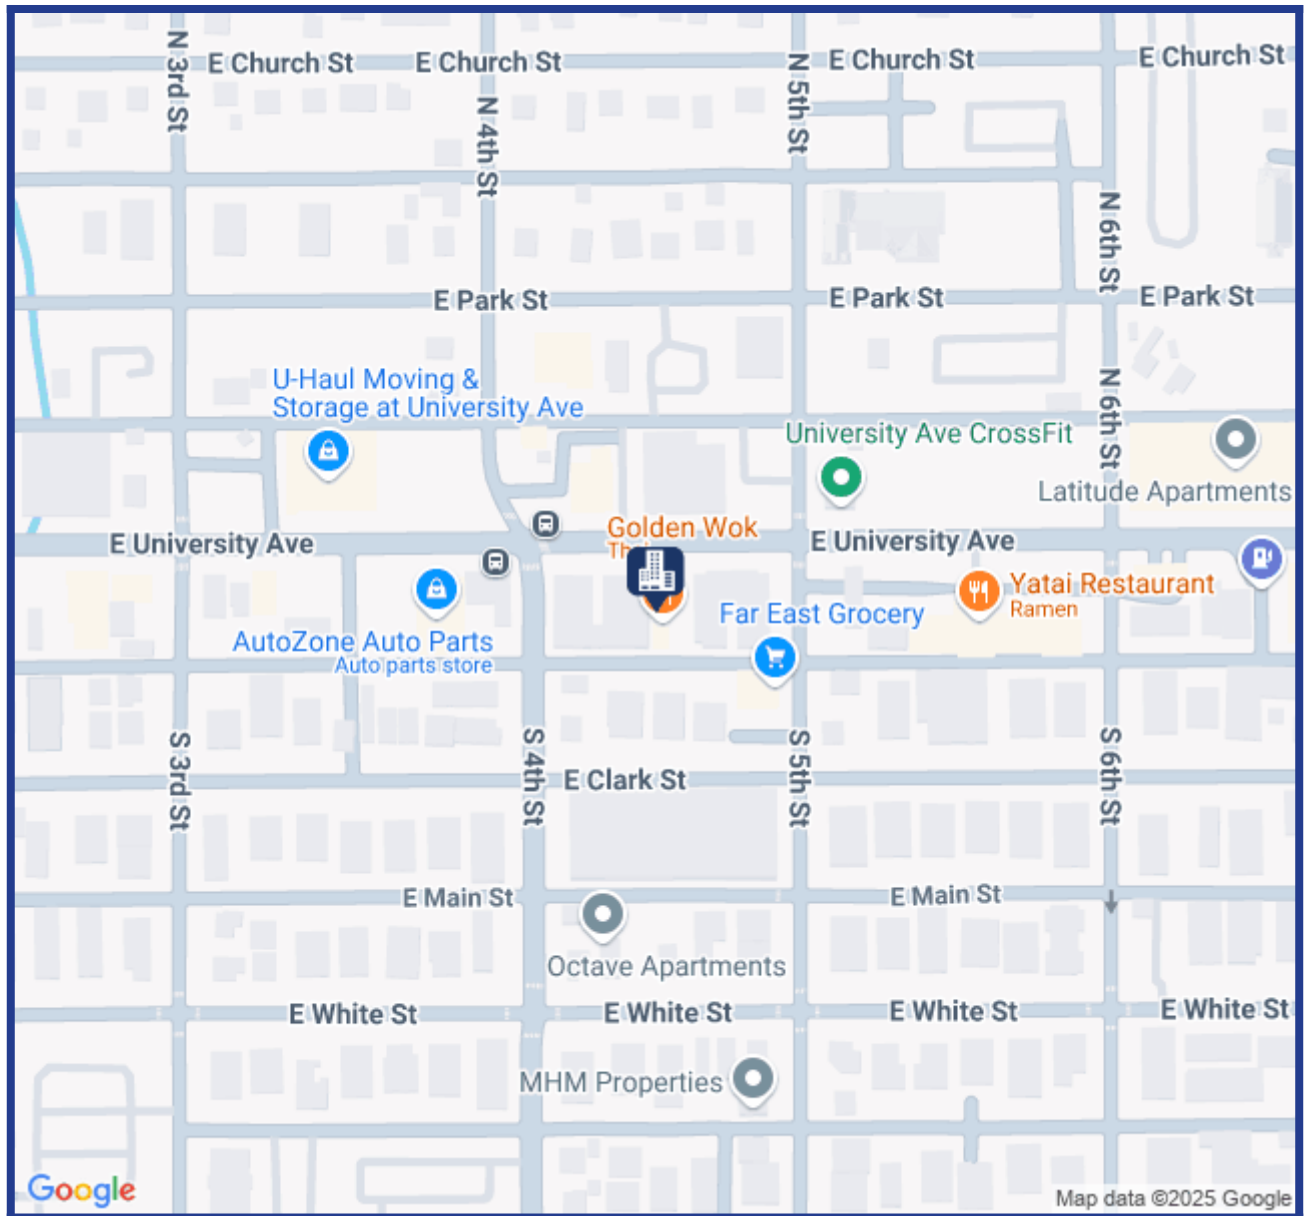 N 3rd St
E Church St
E Church St
N 5th St
E Church St
E Church St
N 4th St
N 6th St
E Park St
E Park St
E Park St
U-Haul Moving &
Storage at University Ave
N 6th St
University Ave CrossFit
Latitude Apartments
Golden Wok
E University Ave
E University Ave
Yatai Restaurant
Ramen
Far East Grocery
AutoZone Auto Parts
Auto parts store
S 3rd St
S 4th St
S 5th St
S 6th St
E Clark St
E Main St
E Main St
Octave Apartments
E White St
E White St
E White St
E White St
MHM Properties
Google
Map data ©2025 Google